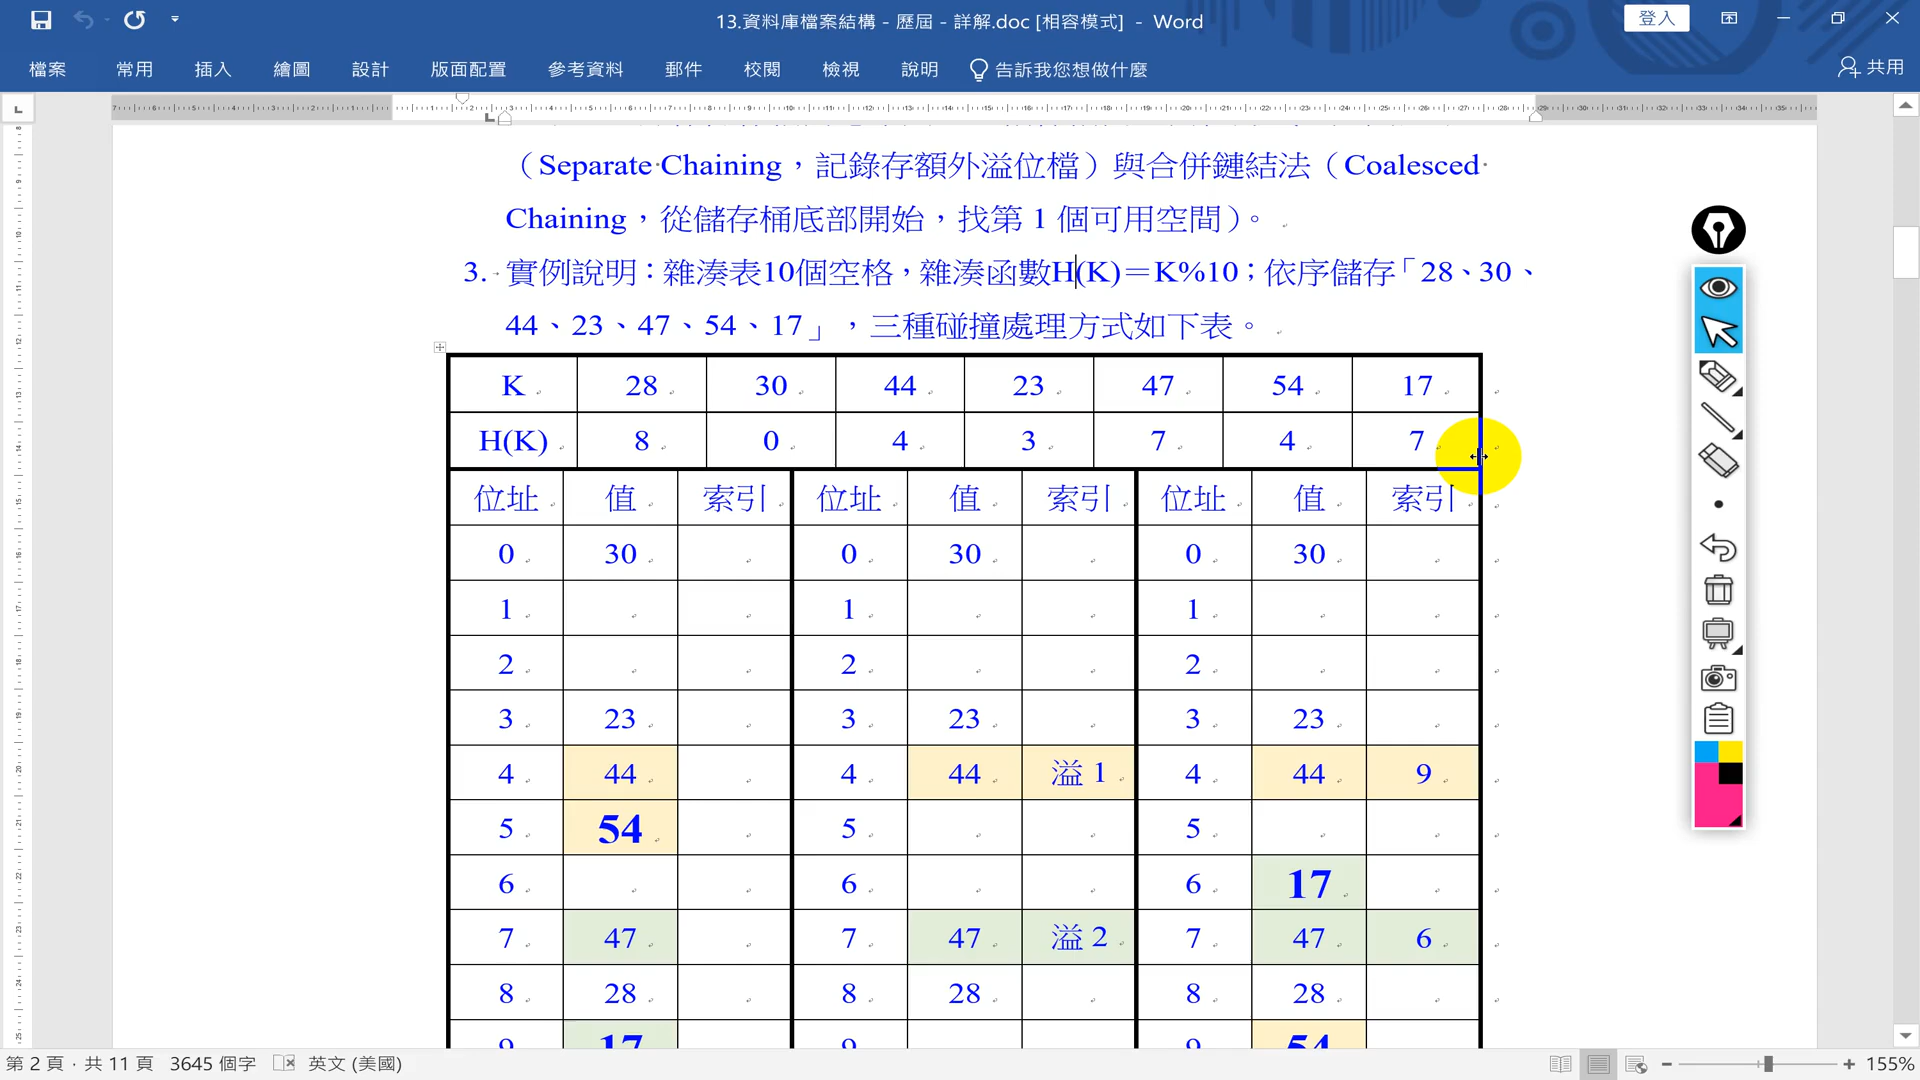 13.資料庫檔案結構 - 歷屆 - 詳解.doc [相容模式] - Word
登入
檔案 常用 插入 繪圖 設計 版面配置 參考資料 郵件 校閱 檢視 說明 告訴我您想做什麼 共用
（Separate Chaining，記錄存額外溢位檔）與合併鏈結法（Coalesced
Chaining，從儲存桶底部開始，找第 1 個可用空間）。
3. 實例說明：雜湊表10個空格，雜湊函數H(K)＝K%10；依序儲存「28、30、
44、23、47、54、17」，三種碰撞處理方式如下表。
K 28 30 44 23 47 54 17
H(K) 8 0 4 3 7 4 7
位址 值 索引 位址 值 索引 位址 值 索引
0 30 0 30 0 30
1 1 1
2 2 2
3 23 3 23 3 23
4 44 4 44 溢 1 4 44 9
5 54 5 5
6 6 6 17
7 47 7 47 溢 2 7 47 6
8 28 8 28 8 28
9 17 9 9 54
第 2 頁，共 11 頁 3645 個字 英文 (美國) 155%